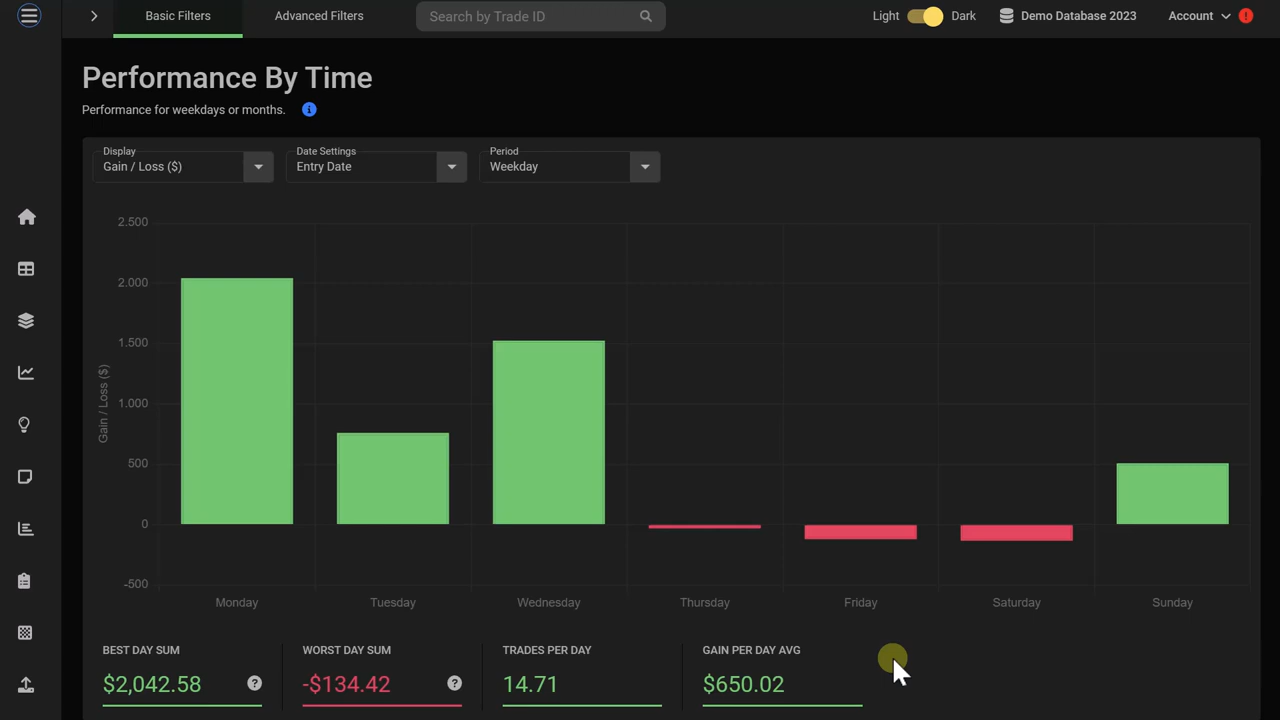 Basic Filters
Advanced Filters
Search by Trade ID
Light
Dark
Demo Database 2023
Account
Performance By Time
Performance for weekdays or months.
Display
Gain / Loss ($)
Date Settings
Entry Date
Period
Weekday
2.500
2.000
1.500
1.000
500
0
-500
Gain / Loss ($)
Monday
Tuesday
Wednesday
Thursday
Friday
Saturday
Sunday
BEST DAY SUM
$2,042.58
WORST DAY SUM
-$134.42
TRADES PER DAY
14.71
GAIN PER DAY AVG
$650.02